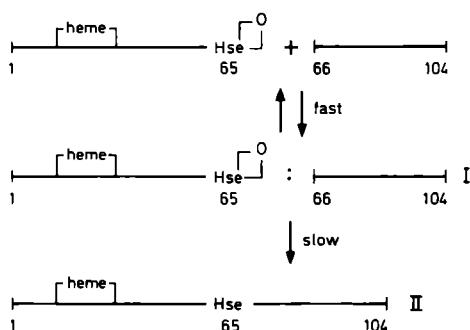 heme O
Hse +
1 65 66 104
fast
heme O
Hse : I
1 65 66 104
slow
heme
Hse II
1 65 104